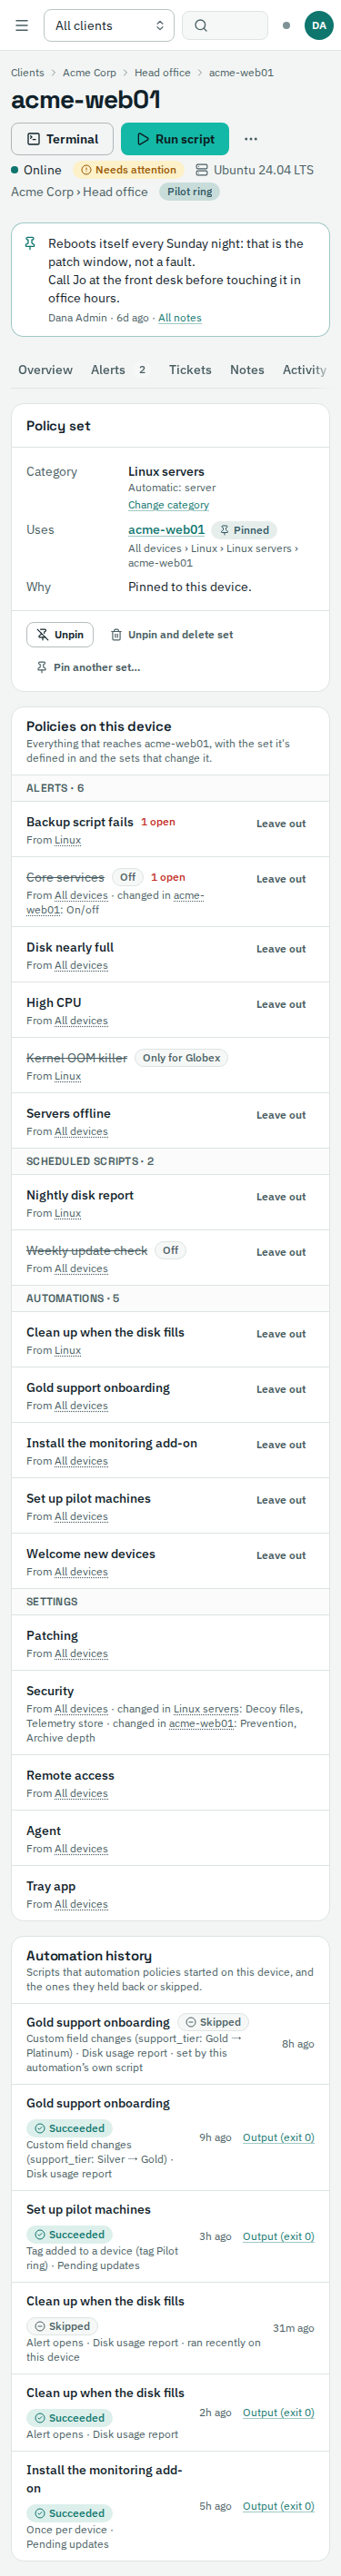 All clients
DA
Clients > Acme Corp > Head office > acme-web01
acme-web01
Terminal
Run script
Online
Needs attention
Ubuntu 24.04 LTS
Acme Corp › Head office
Pilot ring
Reboots itself every Sunday night: that is the
patch window, not a fault.
Call Jo at the front desk before touching it in
office hours.
Dana Admin · 6d ago · All notes
Overview
Alerts 2
Tickets
Notes
Activity
Policy set
Category
Linux servers
Automatic: server
Change category
Uses
acme-web01
Pinned
All devices › Linux › Linux servers ›
acme-web01
Why
Pinned to this device.
Unpin
Unpin and delete set
Pin another set...
Policies on this device
Everything that reaches acme-web01, with the set it's
defined in and the sets that change it.
ALERTS · 6
Backup script fails 1 open
Leave out
From Linux
Core services Off 1 open
Leave out
From All devices · changed in acme-
web01: On/off
Disk nearly full
Leave out
From All devices
High CPU
Leave out
From All devices
Kernel OOM killer Only for Globex
From Linux
Servers offline
Leave out
From All devices
SCHEDULED SCRIPTS · 2
Nightly disk report
Leave out
From Linux
Weekly update check Off
Leave out
From All devices
AUTOMATIONS · 5
Clean up when the disk fills
Leave out
From Linux
Gold support onboarding
Leave out
From All devices
Install the monitoring add-on
Leave out
From All devices
Set up pilot machines
Leave out
From All devices
Welcome new devices
Leave out
From All devices
SETTINGS
Patching
From All devices
Security
From All devices · changed in Linux servers: Decoy files,
Telemetry store · changed in acme-web01: Prevention,
Archive depth
Remote access
From All devices
Agent
From All devices
Tray app
From All devices
Automation history
Scripts that automation policies started on this device, and
the ones they held back or skipped.
Gold support onboarding Skipped
Custom field changes (support_tier: Gold →
Platinum) · Disk usage report · set by this
automation's own script
8h ago
Gold support onboarding
Succeeded
Custom field changes
(support_tier: Silver → Gold) ·
Disk usage report
9h ago Output (exit 0)
Set up pilot machines
Succeeded
Tag added to a device (tag Pilot
ring) · Pending updates
3h ago Output (exit 0)
Clean up when the disk fills
Skipped
Alert opens · Disk usage report · ran recently on
this device
31m ago
Clean up when the disk fills
Succeeded
Alert opens · Disk usage report
2h ago Output (exit 0)
Install the monitoring add-
on
Succeeded
Once per device ·
Pending updates
5h ago Output (exit 0)